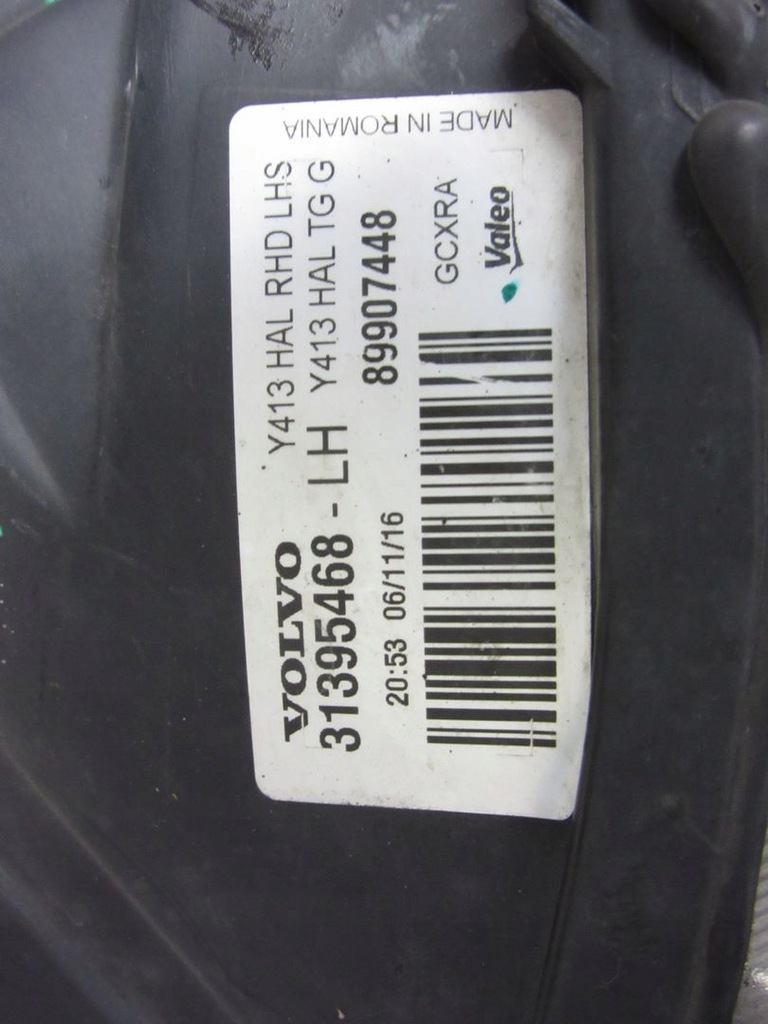 VOLVO Y413 HAL RHD LHS
31395468 - LH Y413 HAL TG G
20:53 06/11/16 89907448
GCXRA
Valeo
MADE IN ROMANIA